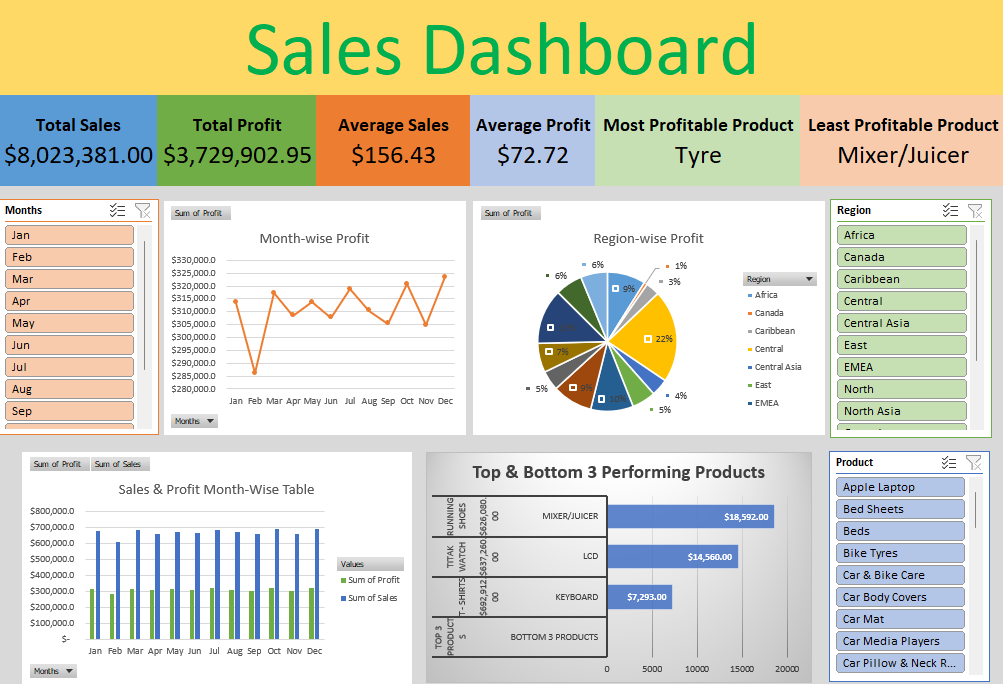 Sales Dashboard
Total Sales
$8,023,381.00
Total Profit
$3,729,902.95
Average Sales
$156.43
Average Profit
$72.72
Most Profitable Product
Tyre
Least Profitable Product
Mixer/Juicer
Months
Jan
Feb
Mar
Apr
May
Jun
Jul
Aug
Sep
Sum of Profit
Month-wise Profit
$330,000.0
$325,000.0
$320,000.0
$315,000.0
$310,000.0
$305,000.0
$300,000.0
$295,000.0
$290,000.0
$285,000.0
$280,000.0
Jan Feb Mar Apr May Jun Jul Aug Sep Oct Nov Dec
Months
Sum of Profit
Region-wise Profit
6%
6%
1%
3%
9%
22%
7%
5%
9%
10%
4%
5%
Region
Africa
Canada
Caribbean
Central
Central Asia
East
EMEA
Region
Africa
Canada
Caribbean
Central
Central Asia
East
EMEA
North
North Asia
Sum of Profit
Sum of Sales
Sales & Profit Month-Wise Table
$800,000.0
$700,000.0
$600,000.0
$500,000.0
$400,000.0
$300,000.0
$200,000.0
$100,000.0
$-
Jan Feb Mar Apr May Jun Jul Aug Sep Oct Nov Dec
Values
Sum of Profit
Sum of Sales
Months
Top & Bottom 3 Performing Products
RUNNING
SHOES
$626,080.
00
MIXER/JUICER
$18,592.00
TITAK
WATCH
$637,260.
00
LCD
$14,560.00
T - SHIRTS
$692,912.
00
KEYBOARD
$7,293.00
TOP 3
PRODUCT
S
BOTTOM 3 PRODUCTS
0 5000 10000 15000 20000
Product
Apple Laptop
Bed Sheets
Beds
Bike Tyres
Car & Bike Care
Car Body Covers
Car Mat
Car Media Players
Car Pillow & Neck R...